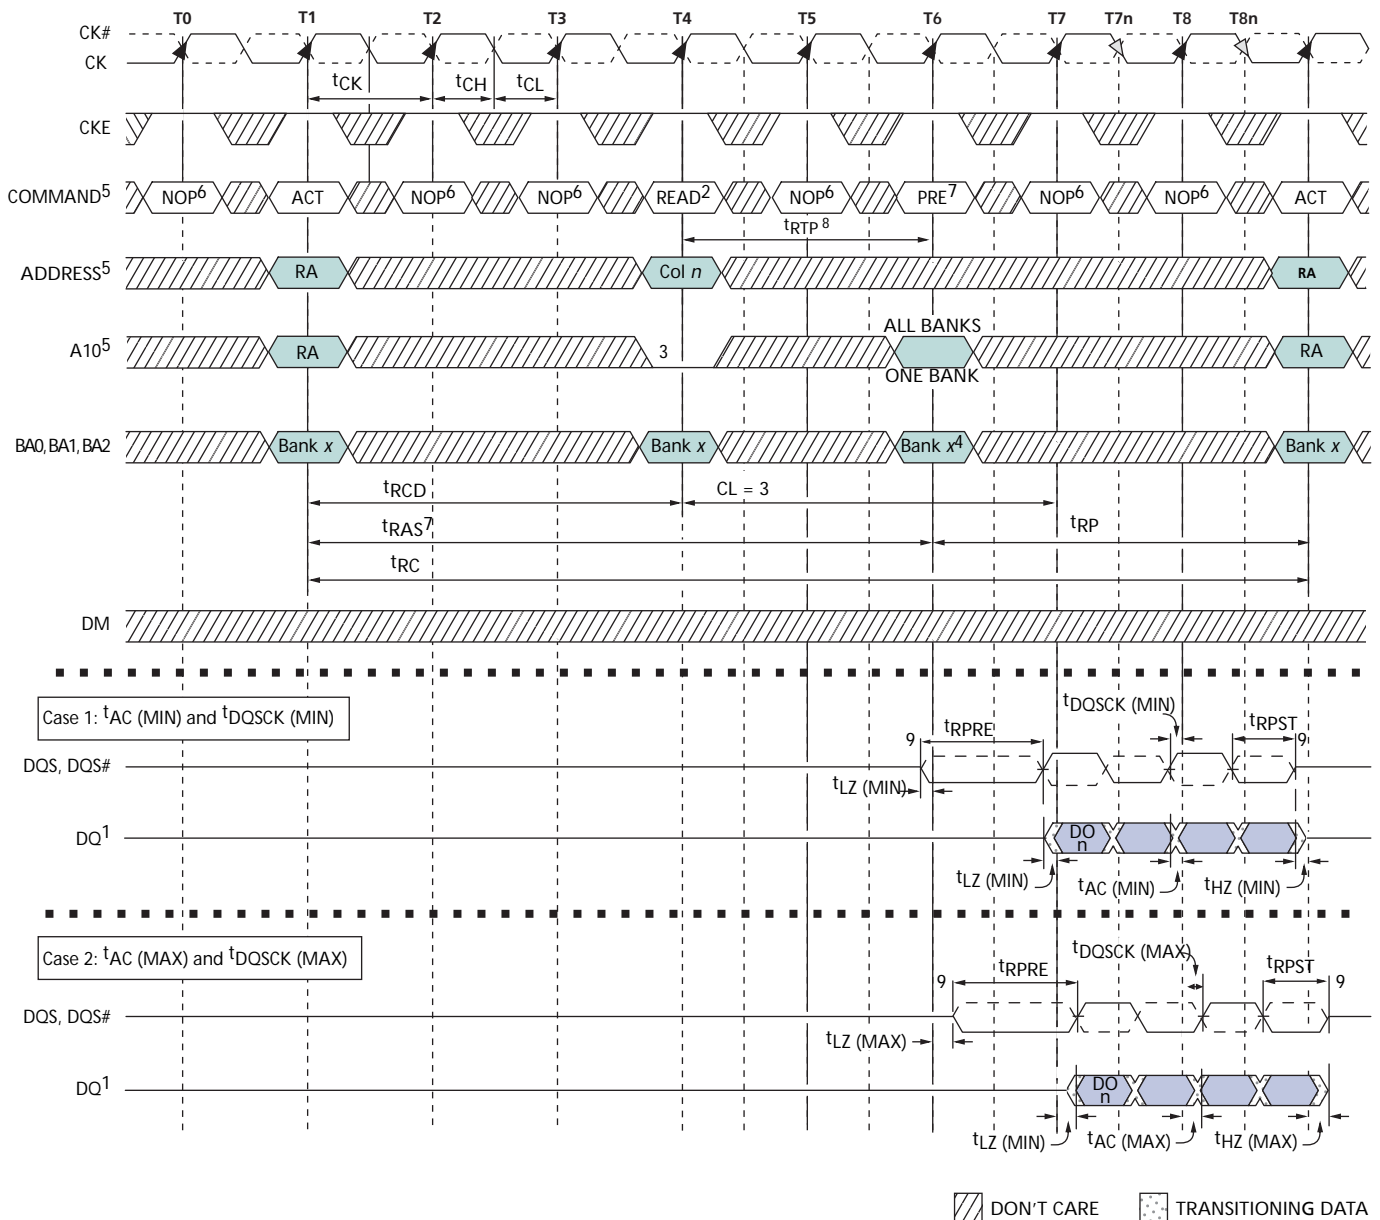 T0 T1 T2 T3 T4 T5 T6 T7 T7n T8 T8n
CK#
CK
tCK tCH tCL
CKE
COMMAND5 NOP6 ACT NOP6 NOP6 READ2 NOP6 PRE7 NOP6 NOP6 ACT
tRTP 8
ADDRESS5 RA Col n RA
ALL BANKS
A105 RA 3 RA
ONE BANK
BA0, BA1, BA2 Bank x Bank x Bank x4 Bank x
tRCD CL = 3
tRAS7 tRP
tRC
DM
Case 1: tAC (MIN) and tDQSCK (MIN)
tDQSCK (MIN)
9 tRPRE tRPST 9
DQS, DQS#
tLZ (MIN)
DQ1 DO
n
tLZ (MIN) tAC (MIN) tHZ (MIN)
Case 2: tAC (MAX) and tDQSCK (MAX)
tDQSCK (MAX)
9 tRPRE tRPST 9
DQS, DQS#
tLZ (MAX)
DQ1 DO
n
tLZ (MIN) tAC (MAX) tHZ (MAX)
DON'T CARE TRANSITIONING DATA